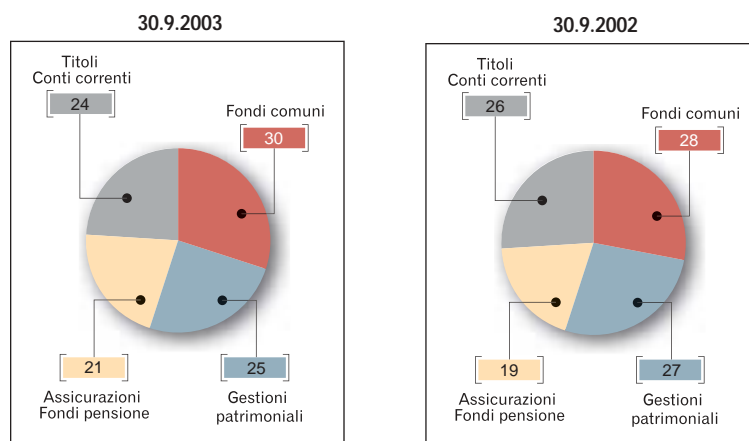 30.9.2003
Titoli
Conti correnti
24
Fondi comuni
30
21
Assicurazioni
Fondi pensione
25
Gestioni
patrimoniali
30.9.2002
Titoli
Conti correnti
26
Fondi comuni
28
19
Assicurazioni
Fondi pensione
27
Gestioni
patrimoniali